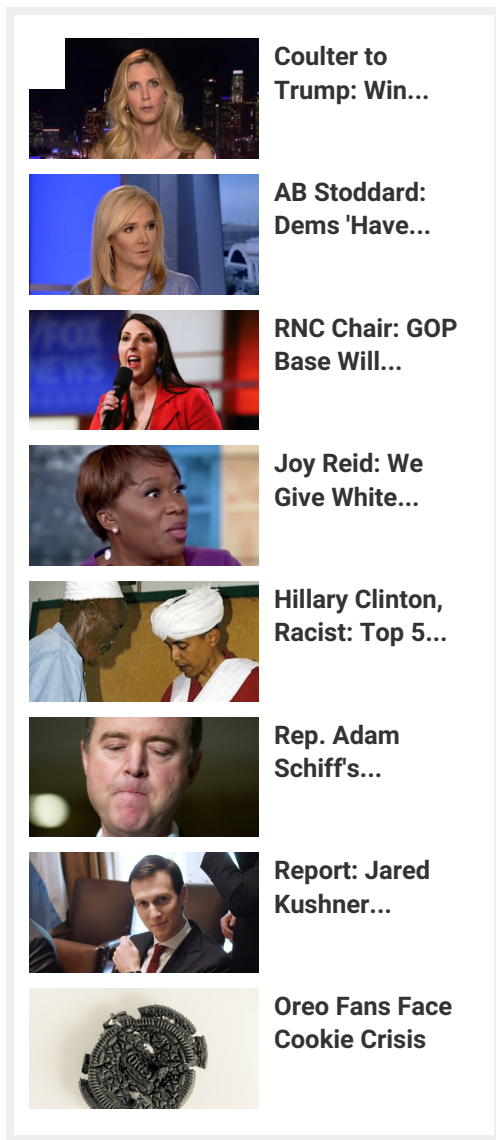 Coulter to
Trump: Win...
AB Stoddard:
Dems 'Have...
/FOX
NEWS
RNC Chair: GOP
Base Will...
Joy Reid: We
Give White...
Hillary Clinton,
Racist: Top 5...
Rep. Adam
Schiff's...
Report: Jared
Kushner...
Oreo Fans Face
Cookie Crisis